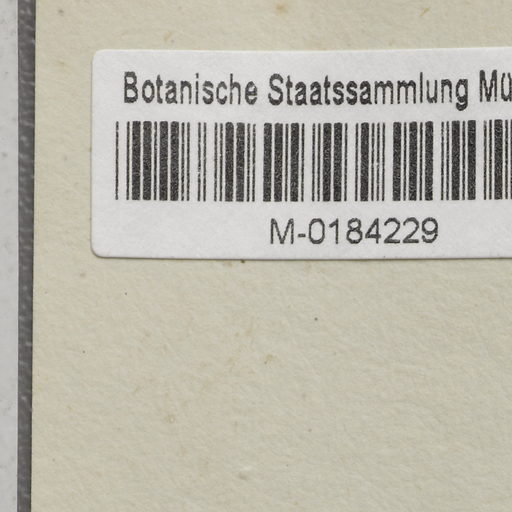 Botanische Staatssammlung Mü
M-0184229